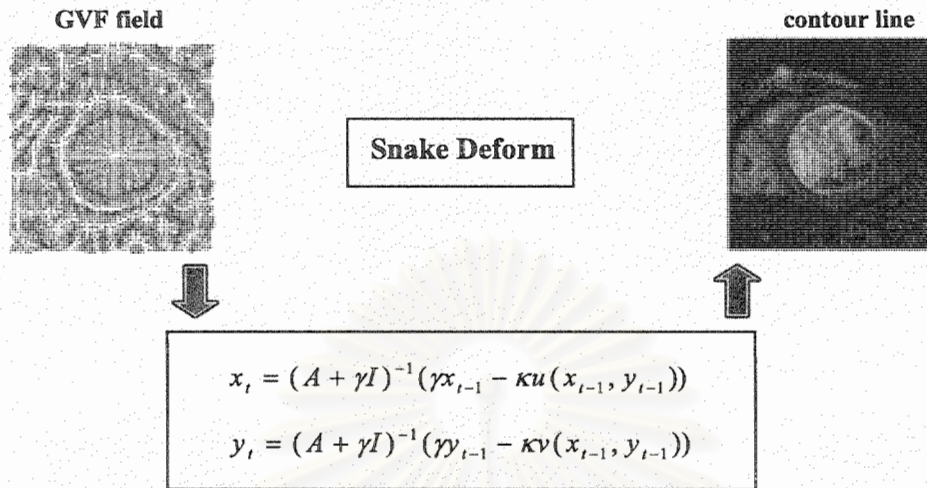 GVF field
contour line
Snake Deform
x_t = (A + γI)^{-1}(γx_{t-1} − κu(x_{t-1}, y_{t-1}))
y_t = (A + γI)^{-1}(γy_{t-1} − κv(x_{t-1}, y_{t-1}))